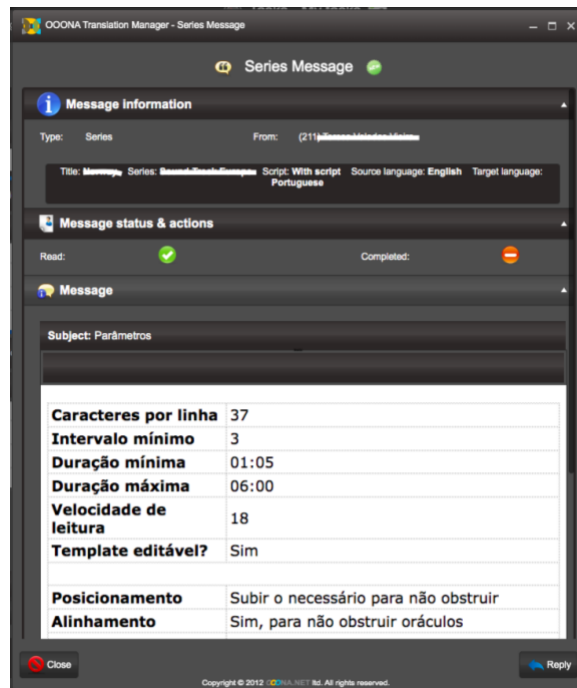 OOONA Translation Manager - Series Message
Series Message
Message information
Type: Series From: (211)
Title: Series: Script: With script Source language: English Target language:
Portuguese
Message status & actions
Read: Completed:
Message
Subject: Parâmetros
Caracteres por linha 37
Intervalo mínimo 3
Duração mínima 01:05
Duração máxima 06:00
Velocidade de
leitura 18
Template editável? Sim
Posicionamento Subir o necessário para não obstruir
Alinhamento Sim, para não obstruir oráculos
Close Reply
Copyright © 2012 OOONA.NET ltd. All rights reserved.